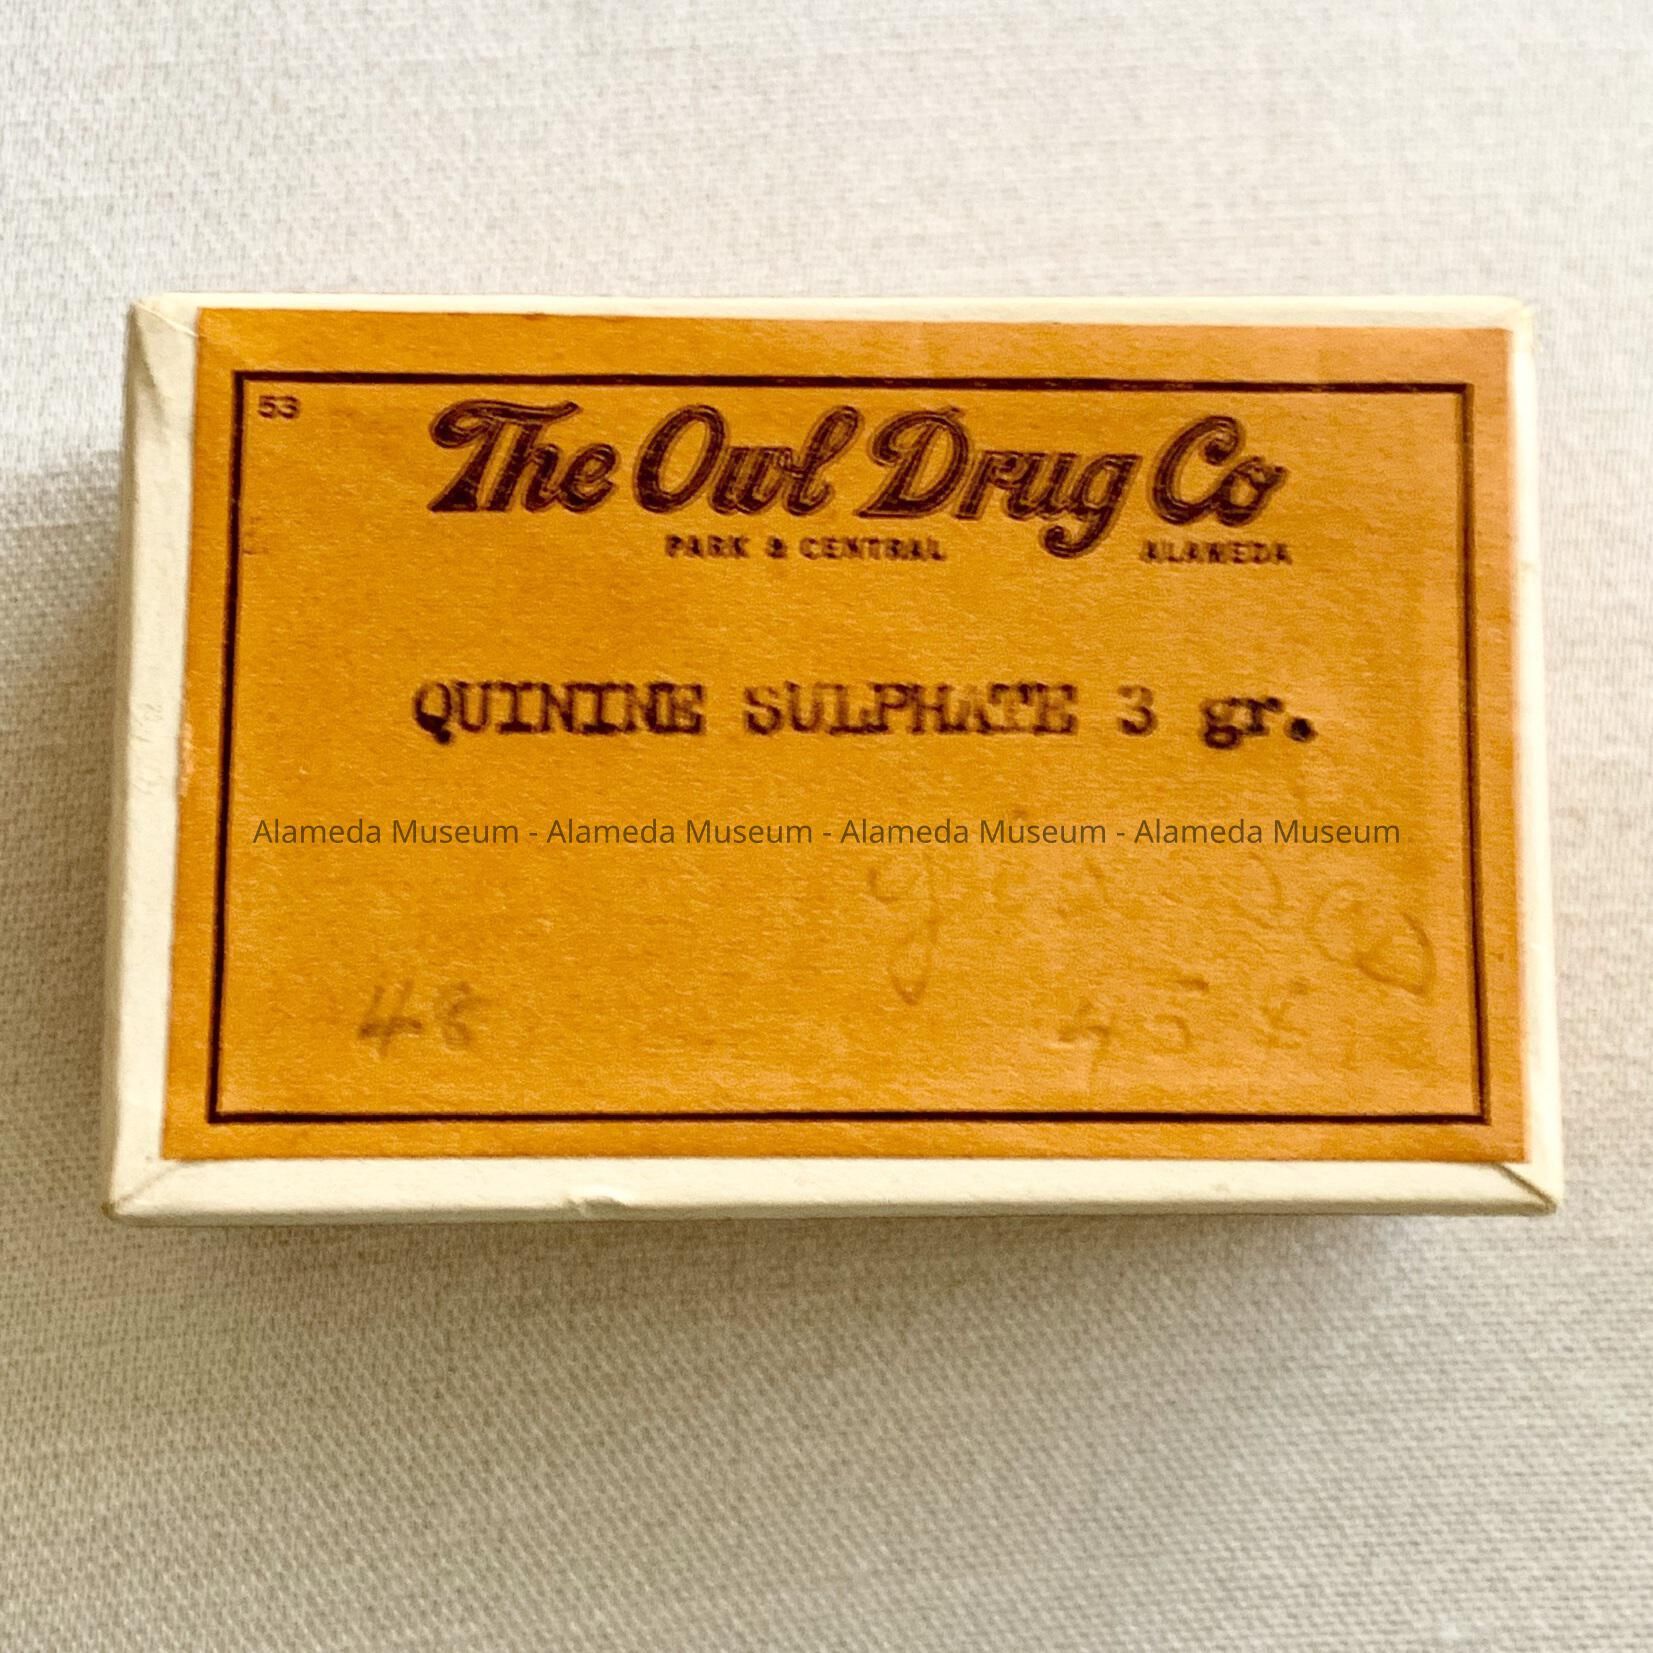 53
The Owl Drug Co
PARK & CENTRAL ALAMEDA
QUININE SULPHATE 3 gr.
Alameda Museum - Alameda Museum - Alameda Museum - Alameda Museum
48